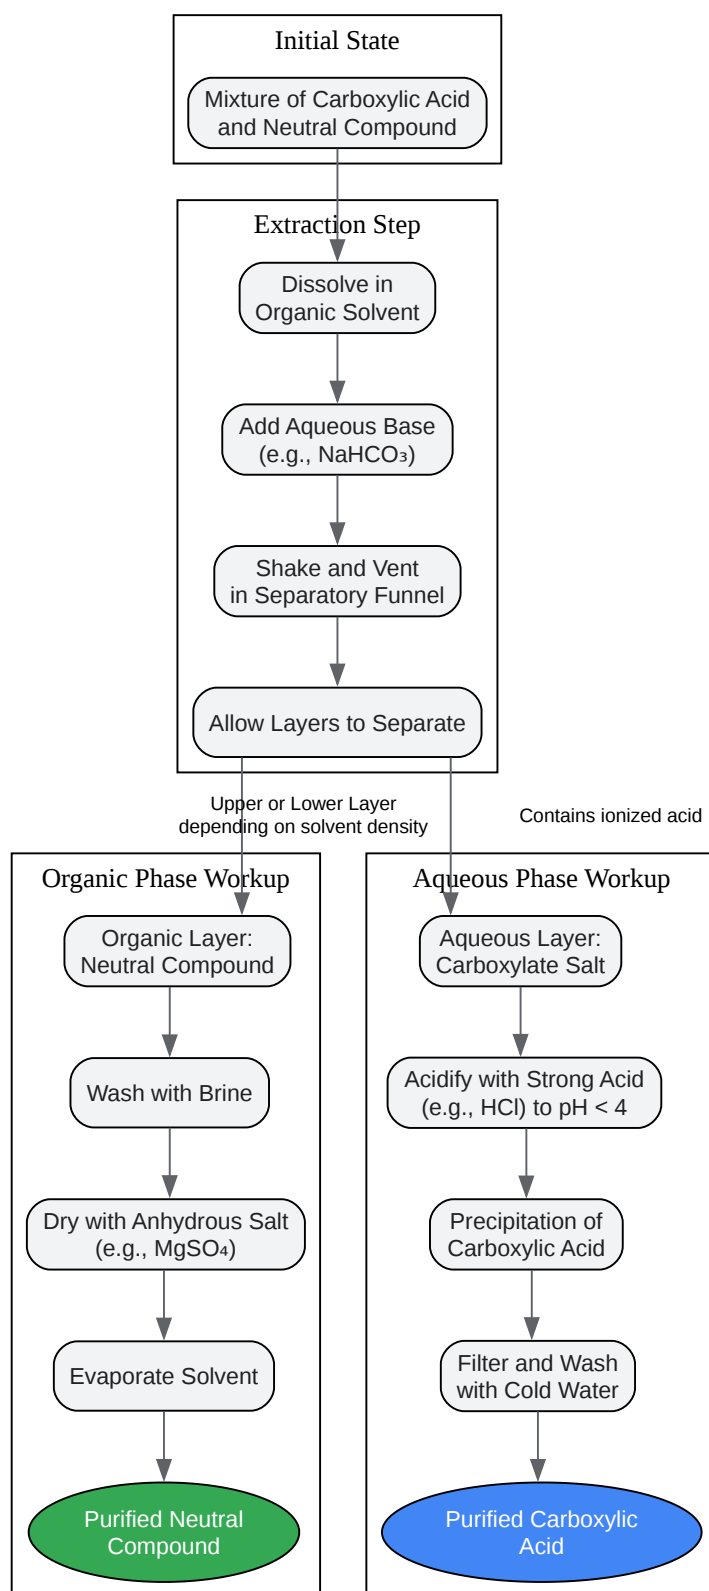 Initial State
Mixture of Carboxylic Acid
and Neutral Compound
Extraction Step
Dissolve in
Organic Solvent
Add Aqueous Base
(e.g., NaHCO₃)
Shake and Vent
in Separatory Funnel
Allow Layers to Separate
Upper or Lower Layer
depending on solvent density
Contains ionized acid
Organic Phase Workup
Organic Layer:
Neutral Compound
Wash with Brine
Dry with Anhydrous Salt
(e.g., MgSO₄)
Evaporate Solvent
Purified Neutral
Compound
Aqueous Phase Workup
Aqueous Layer:
Carboxylate Salt
Acidify with Strong Acid
(e.g., HCl) to pH < 4
Precipitation of
Carboxylic Acid
Filter and Wash
with Cold Water
Purified Carboxylic
Acid